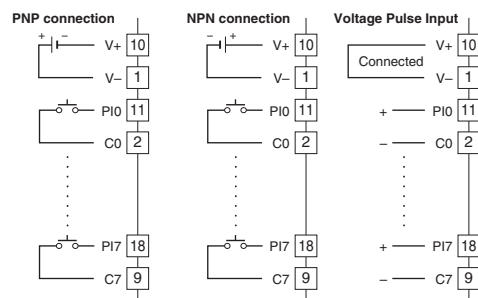 PNP connection
+ − V+ 10
V− 1
PI0 11
C0 2
PI7 18
C7 9
NPN connection
− + V+ 10
V− 1
PI0 11
C0 2
PI7 18
C7 9
Voltage Pulse Input
V+ 10
Connected
V− 1
+ PI0 11
− C0 2
+ PI7 18
− C7 9